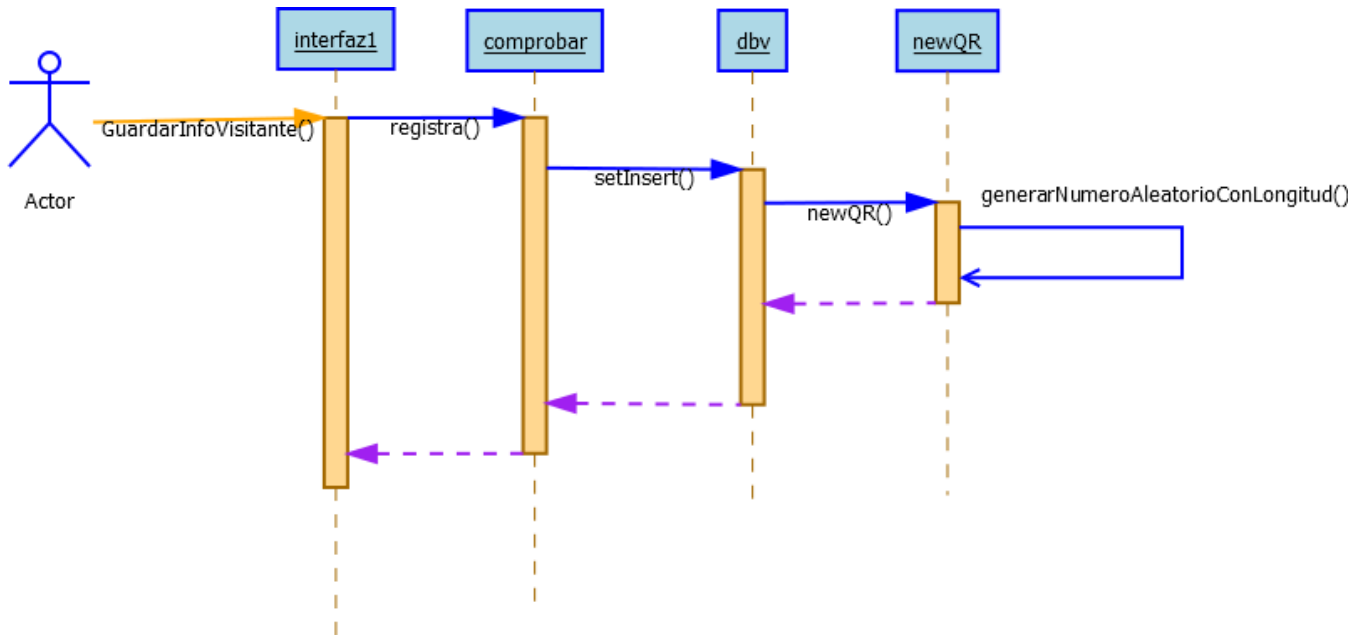 interfaz1
comprobar
dbv
newQR
GuardarInfoVisitante()
registra()
setInsert()
newQR()
generarNumeroAleatorioConLongitud()
Actor